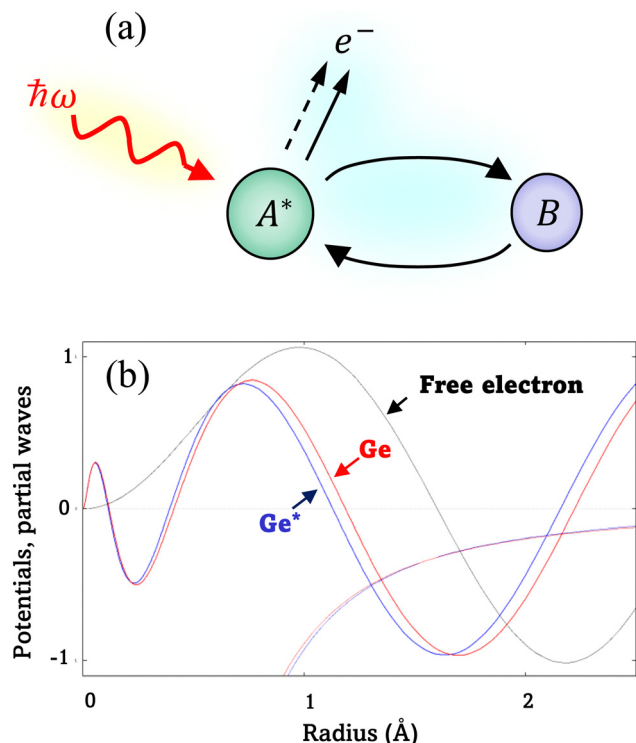 (a)
e⁻
ħω
A*
B
(b)
1
Free electron
Ge
0
Ge*
-1
Potentials, partial waves
0
1
2
Radius (Å)